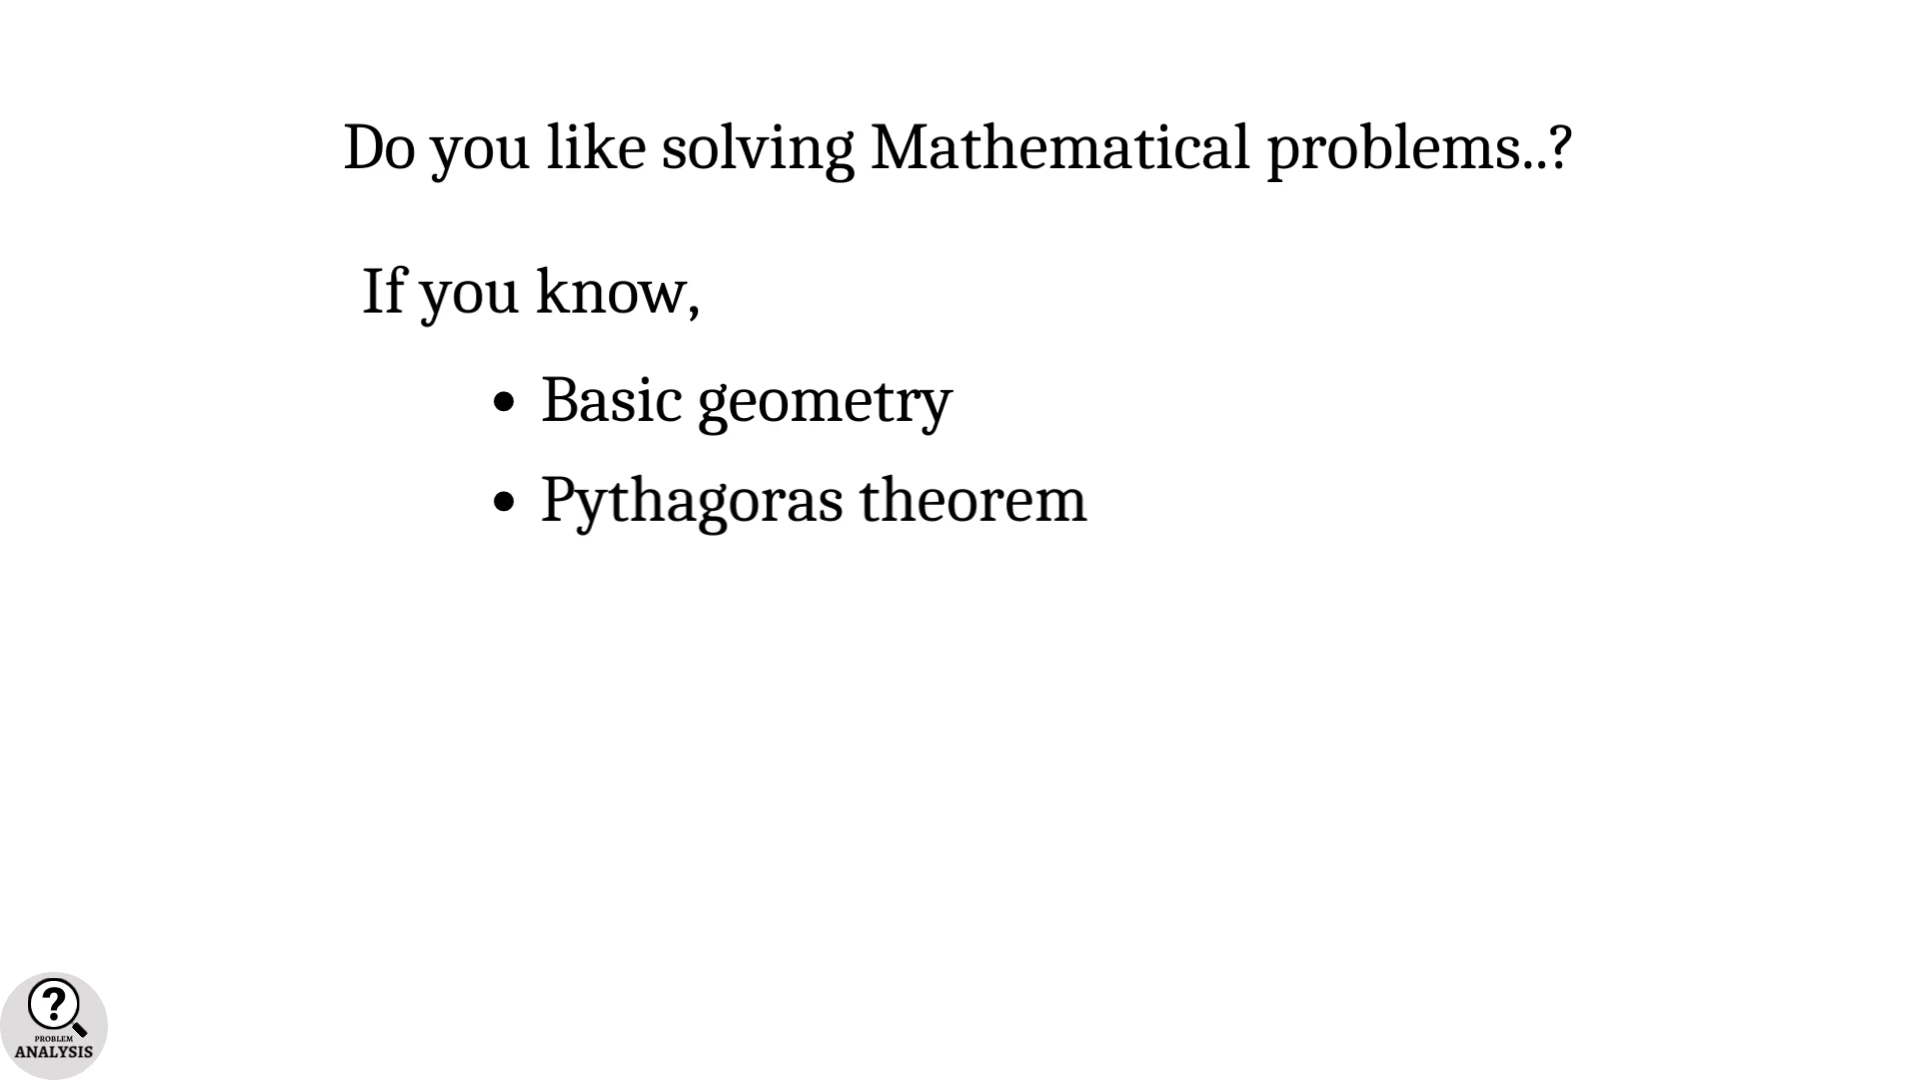 Do you like solving Mathematical problems..?
If you know,
• Basic geometry
• Pythagoras theorem
?
PROBLEM
ANALYSIS